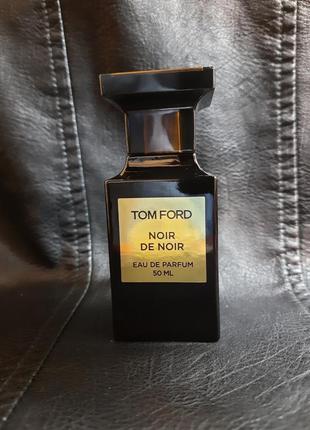 TOM FORD
NOIR
DE NOIR
EAU DE PARFUM
50 ML